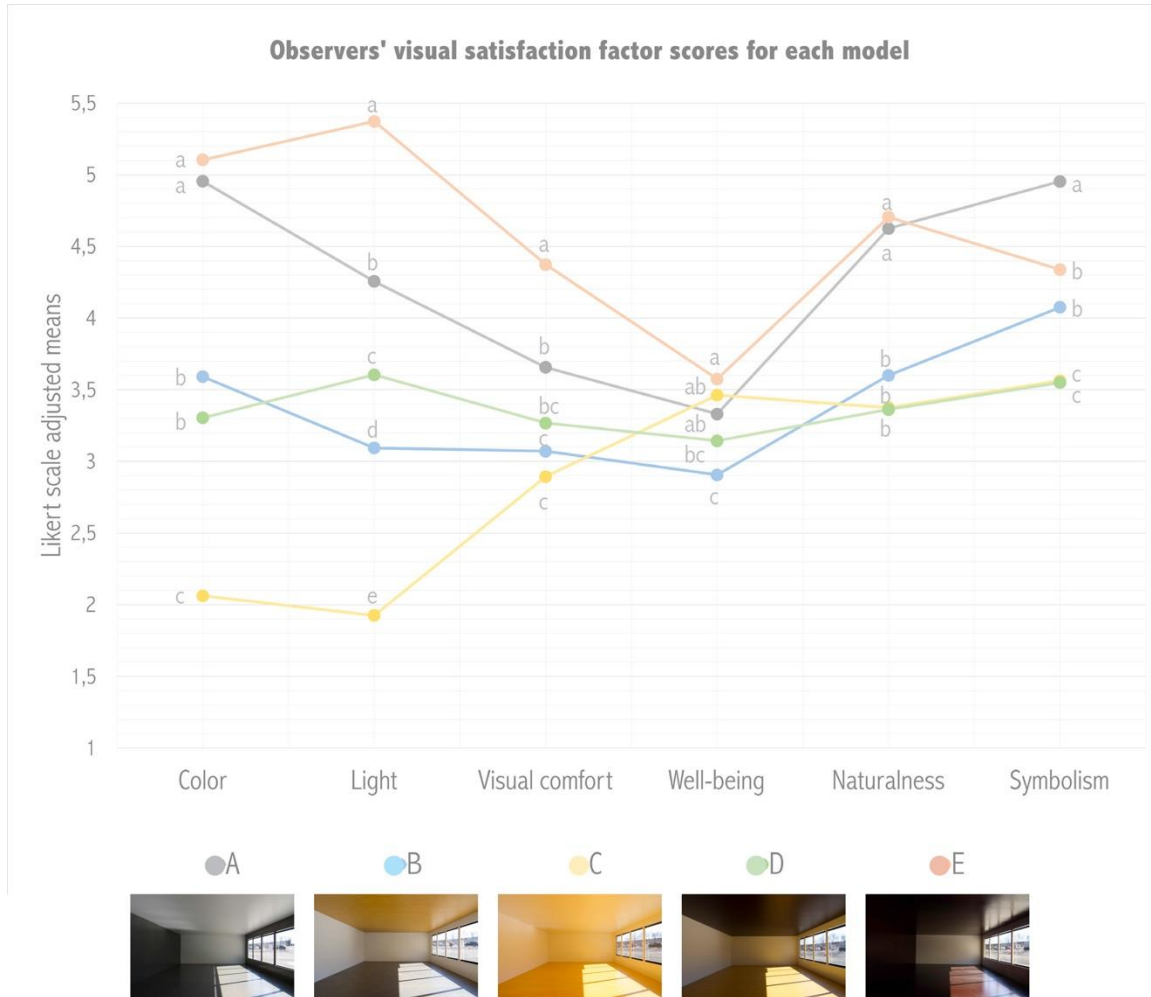 Observers' visual satisfaction factor scores for each model
Likert scale adjusted means
5,5
5
4,5
4
3,5
3
2,5
2
1,5
1
a
a
b
b
c
a
b
c
d
e
a
b
bc
c
c
a
ab
ab
bc
c
a
a
b
b
b
a
b
b
c
c
Color Light Visual comfort Well-being Naturalness Symbolism
A B C D E